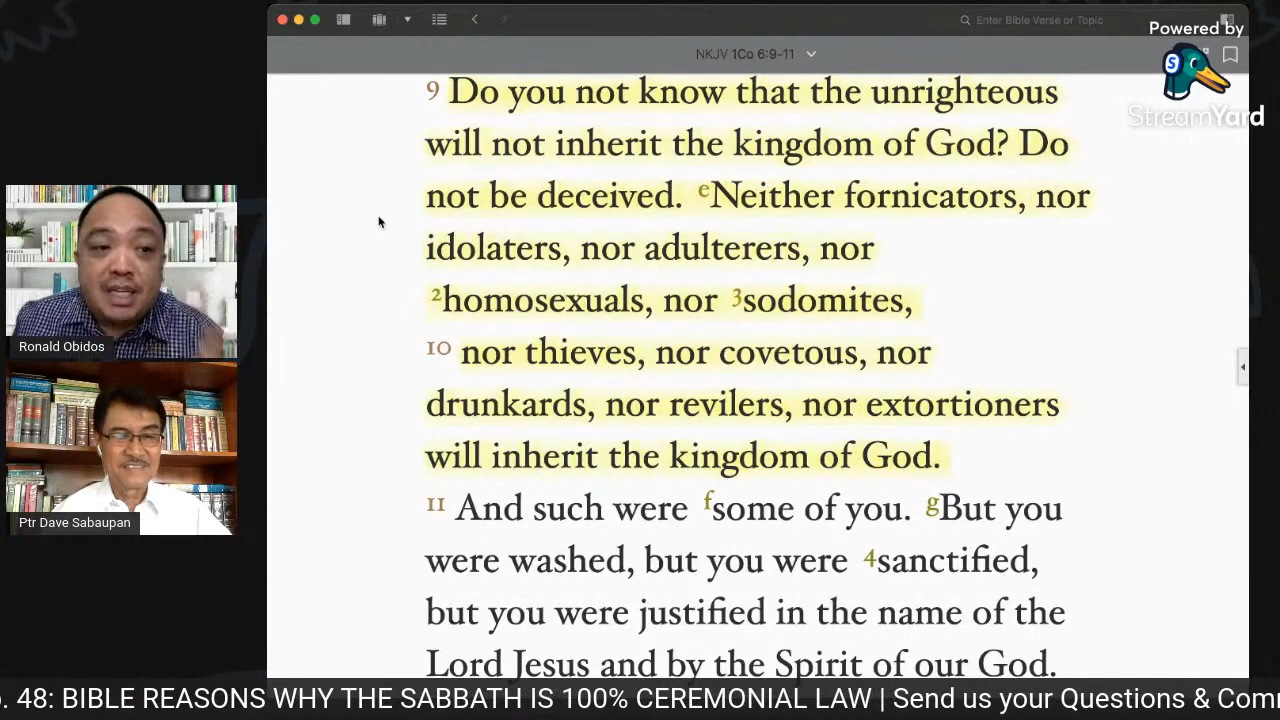 Enter Bible Verse or Topic
Powered by
StreamYard
NKJV 1Co 6:9-11
9 Do you not know that the unrighteous
will not inherit the kingdom of God? Do
not be deceived. eNeither fornicators, nor
idolaters, nor adulterers, nor
2homosexuals, nor 3sodomites,
10 nor thieves, nor covetous, nor
drunkards, nor revilers, nor extortioners
will inherit the kingdom of God.
11 And such were fsome of you. gBut you
were washed, but you were 4sanctified,
but you were justified in the name of the
Lord Jesus and by the Spirit of our God.
Ronald Obidos
Ptr Dave Sabaupan
. 48: BIBLE REASONS WHY THE SABBATH IS 100% CEREMONIAL LAW | Send us your Questions & Com